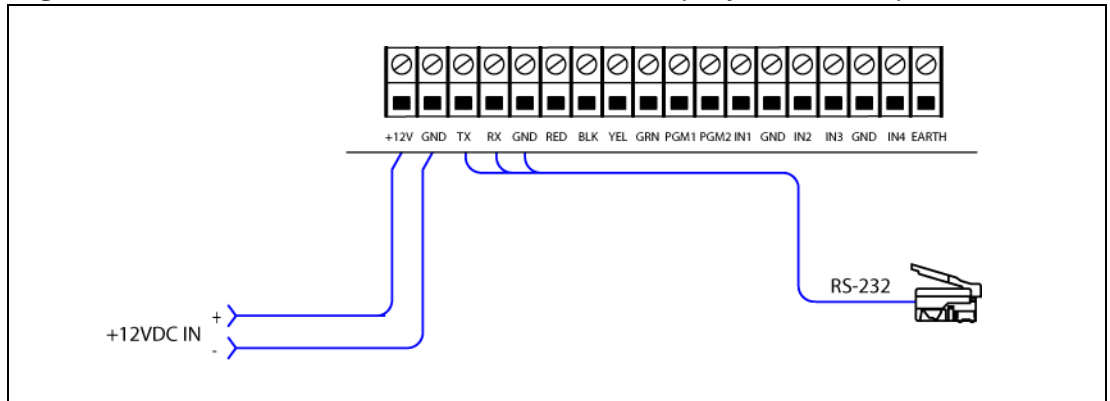 +12V GND TX RX GND RED BLK YEL GRN PGM1 PGM2 IN1 GND IN2 IN3 GND IN4 EARTH
RS-232
+
+12VDC IN
-